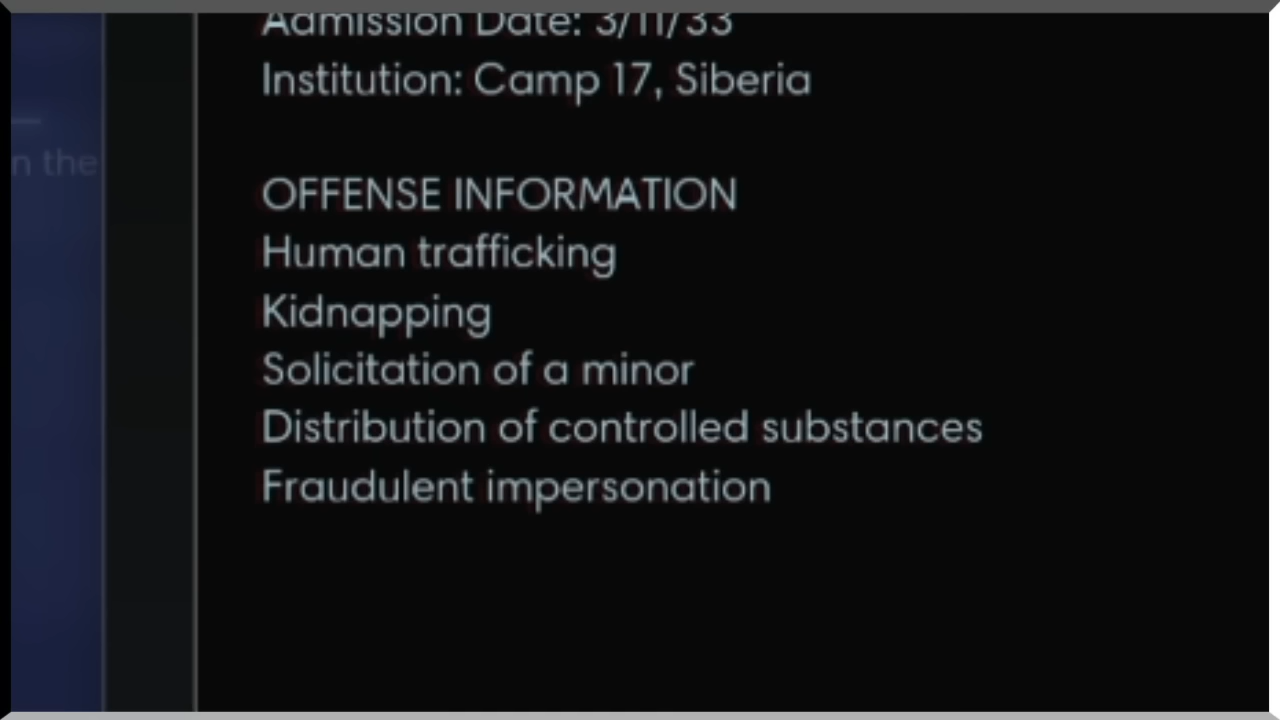 Admission Date: 3/11/33
Institution: Camp 17, Siberia
n the
OFFENSE INFORMATION
Human trafficking
Kidnapping
Solicitation of a minor
Distribution of controlled substances
Fraudulent impersonation